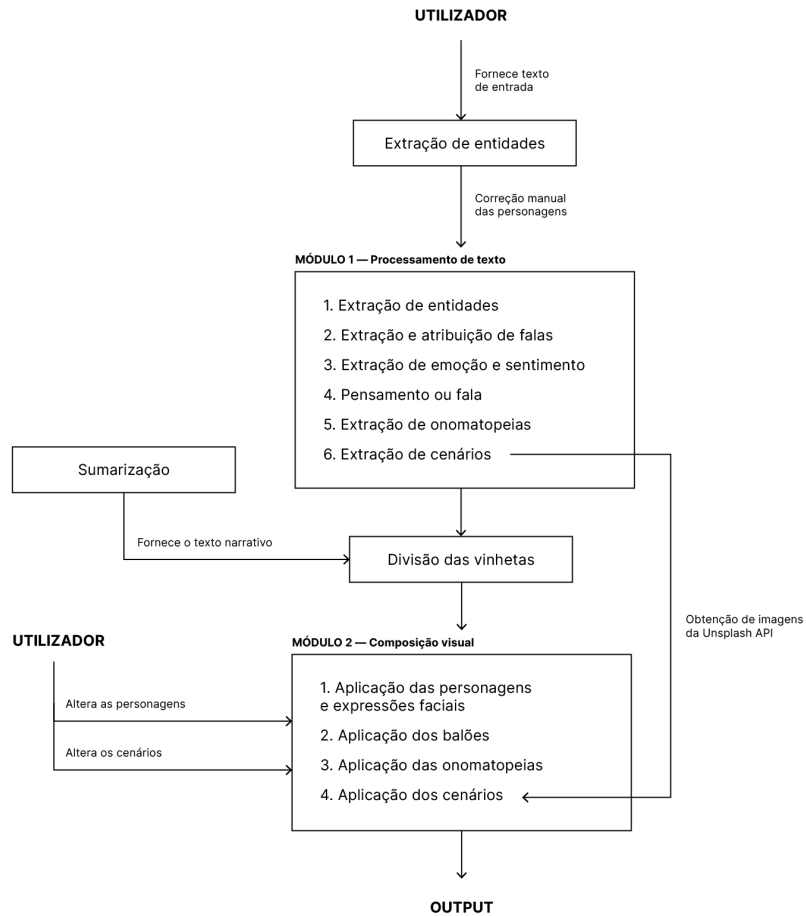 UTILIZADOR
Fornece texto
de entrada
Extração de entidades
Correção manual
das personagens
MÓDULO 1 — Processamento de texto
1. Extração de entidades
2. Extração e atribuição de falas
3. Extração de emoção e sentimento
4. Pensamento ou fala
5. Extração de onomatopeias
6. Extração de cenários
Sumarização
Fornece o texto narrativo
Divisão das vinhetas
Obtenção de imagens
da Unsplash API
UTILIZADOR
MÓDULO 2 — Composição visual
Altera as personagens
Altera os cenários
1. Aplicação das personagens
e expressões faciais
2. Aplicação dos balões
3. Aplicação das onomatopeias
4. Aplicação dos cenários
OUTPUT